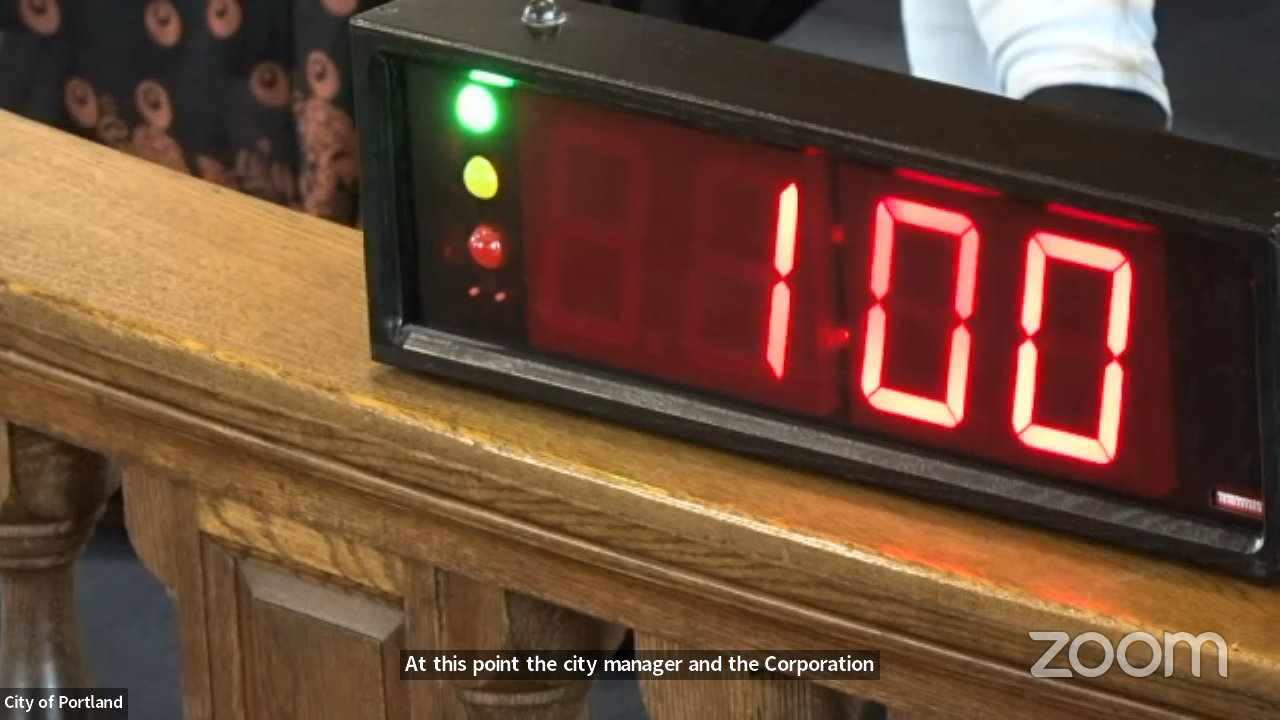 100
At this point the city manager and the Corporation
zoom
City of Portland